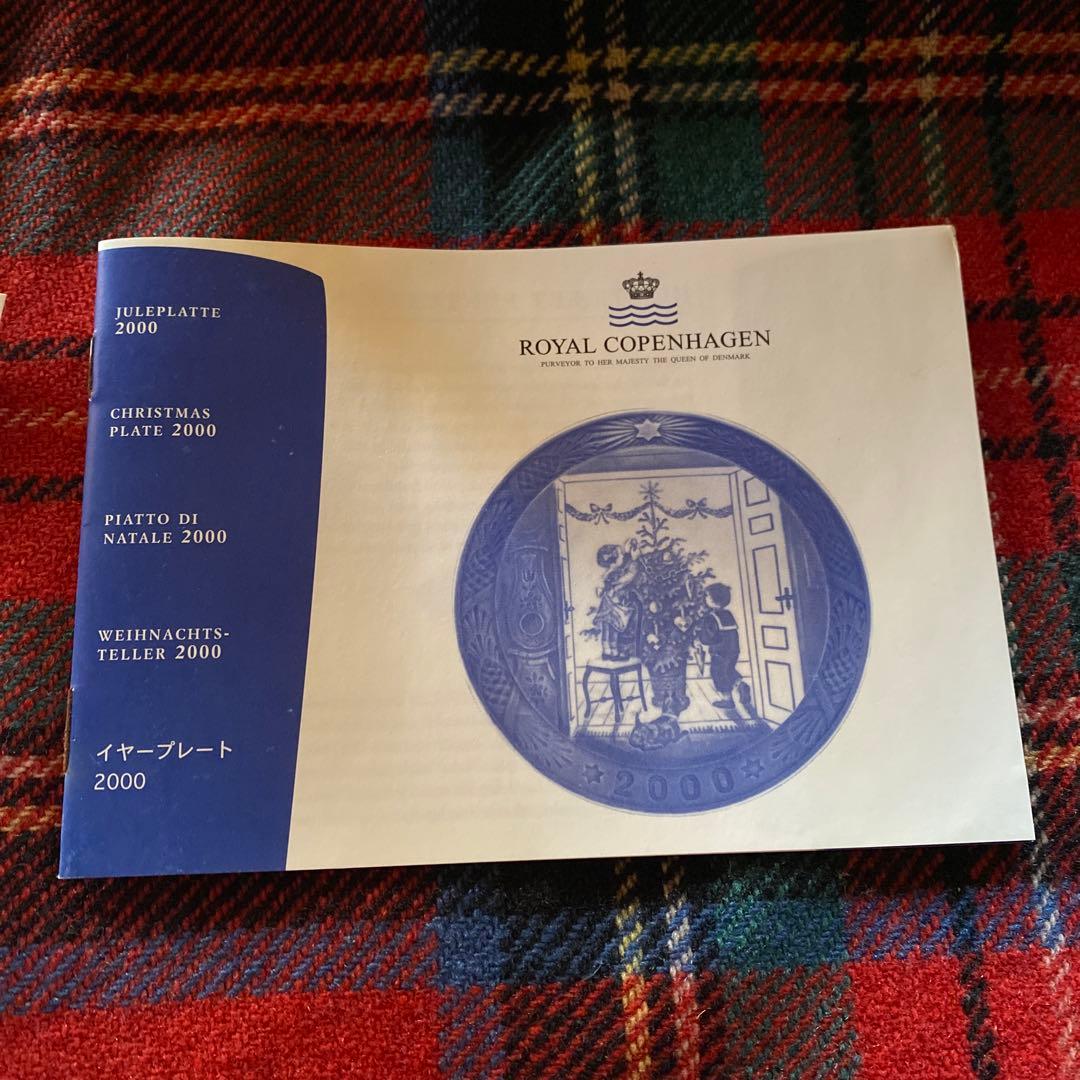 JULEPLATTE
2000
CHRISTMAS
PLATE 2000
PIATTO DI
NATALE 2000
WEIHNACHTS-
TELLER 2000
イヤープレート
2000
ROYAL COPENHAGEN
PURVEYOR TO HER MAJESTY THE QUEEN OF DENMARK
2000